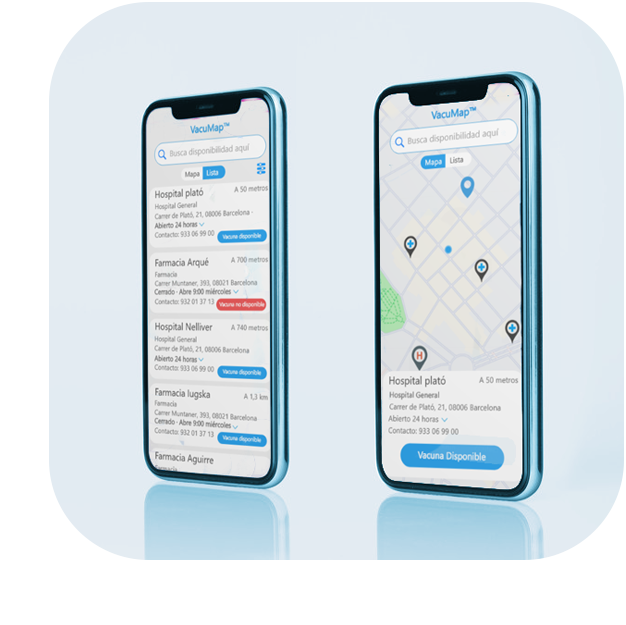 VacuMap™
Busca disponibilidad aquí
Mapa Lista
Hospital plató A 50 metros
Hospital General
Carrer de Plató, 21, 08006 Barcelona -
Abierto 24 horas
Contacto: 933 06 99 00 Vacuna disponible
Farmacia Arqué A 700 metros
Farmacia
Carrer Muntaner, 393, 08021 Barcelona
Cerrado · Abre 9:00 miércoles
Contacto: 932 01 37 13 Vacuna no disponible
Hospital Nelliver A 740 metros
Hospital General
Carrer de Plató, 21, 08006 Barcelona
Abierto 24 horas
Contacto: 933 06 99 00 Vacuna disponible
Farmacia Iugska A 1,3 km
Farmacia
Carrer Muntaner, 393, 08021 Barcelona
Cerrado · Abre 9:00 miércoles
Contacto: 932 01 37 13 Vacuna disponible
Farmacia Aguirre
Farmacia
VacuMap™
Busca disponibilidad aquí
Mapa Lista
H
Hospital plató A 50 metros
Hospital General
Carrer de Plató, 21, 08006 Barcelona
Abierto 24 horas
Contacto: 933 06 99 00
Vacuna Disponible